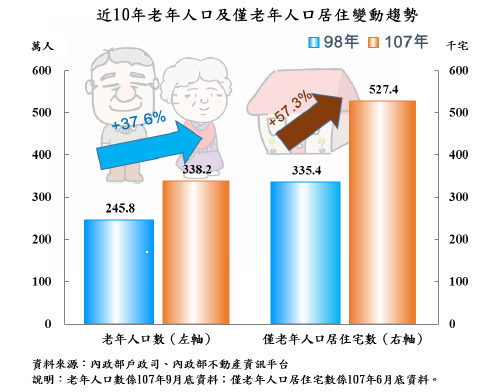 近10年老年人口及僅老年人口居住變動趨勢
98年 107年
萬人 千宅
600 600
500 500
400 400
300 300
200 200
100 100
0 0
+37.6%
+57.3%
245.8
338.2
335.4
527.4
老年人口數（左軸） 僅老年人口居住宅數（右軸）
資料來源：內政部戶政司、內政部不動產資訊平台
說明：老年人口數係107年9月底資料；僅老年人口居住宅數係107年6月底資料。